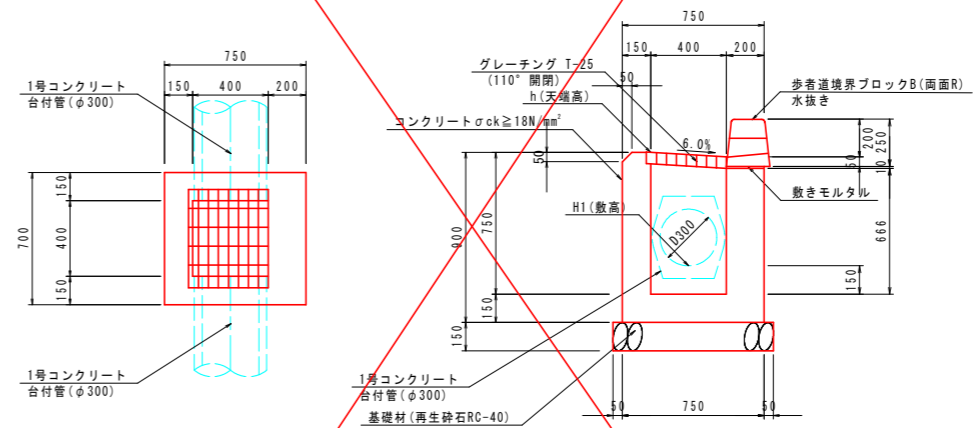 750
150
400
200
1号コンクリート
台付管(φ300)
700
150
400
150
1号コンクリート
台付管(φ300)
750
150
400
200
グレーチング T-25
(110° 開閉)
50
h(天端高)
コンクリートσck≧18N/mm²
50
6.0%
歩者道境界ブロックB(両面R)
水抜き
200
250
50
10
敷きモルタル
H1(敷高)
D300
900
750
150
150
666
150
1号コンクリート
台付管(φ300)
基礎材(再生砕石RC-40)
50
750
50